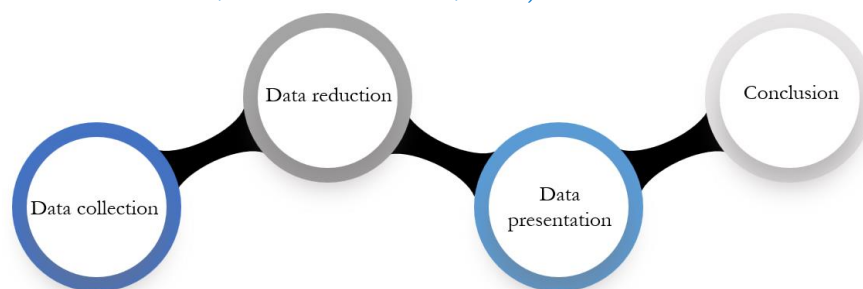 Data collection
Data reduction
Data
presentation
Conclusion